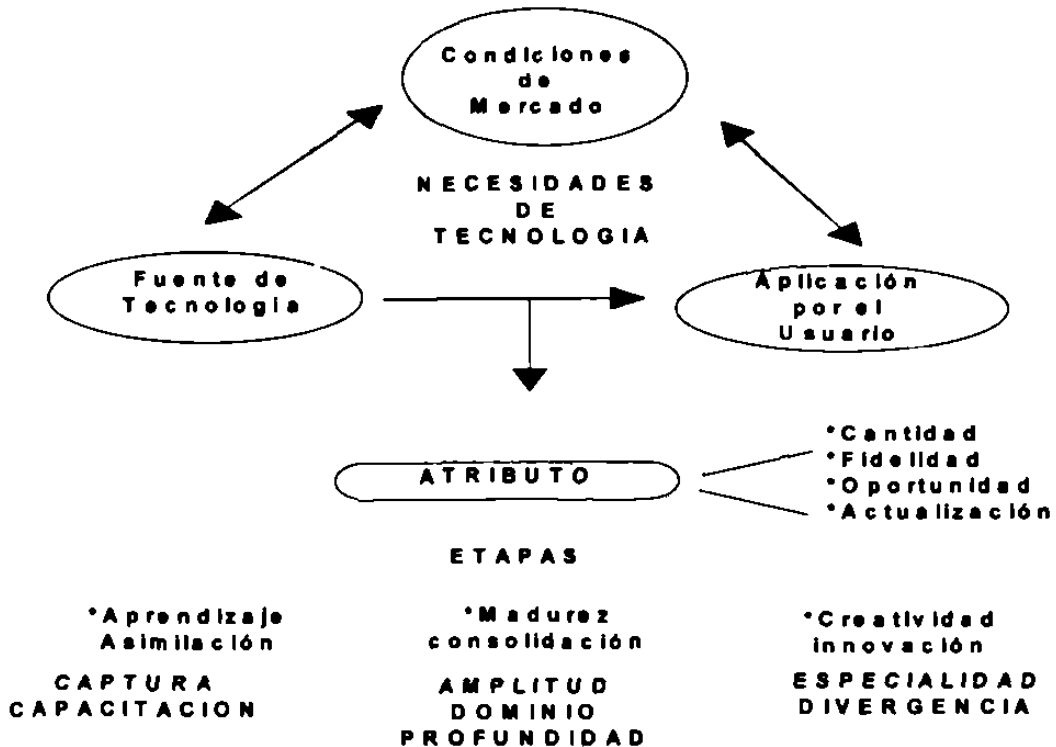 Condiciones
de
Mercado
NECESIDADES
DE
TECNOLOGIA
Fuente de
Tecnología
Aplicación
por el
Usuario
ATRIBUTO
*Cantidad
*Fidelidad
*Oportunidad
*Actualización
ETAPAS
*Aprendizaje
Asimilación
*Madurez
consolidación
*Creatividad
innovación
CAPTURA
CAPACITACION
AMPLITUD
DOMINIO
PROFUNDIDAD
ESPECIALIDAD
DIVERGENCIA